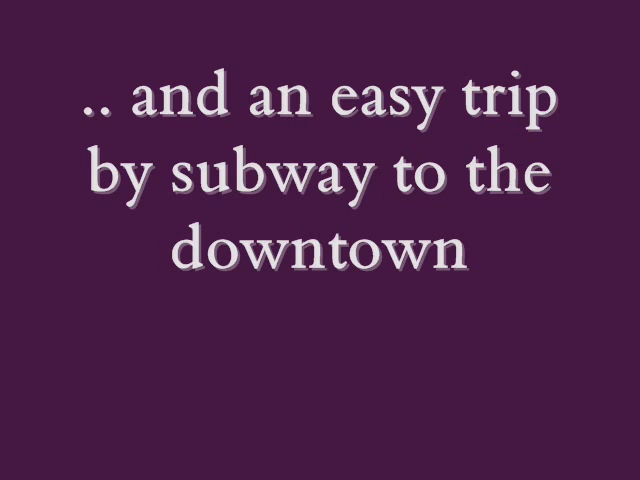 .. and an easy trip
by subway to the
downtown